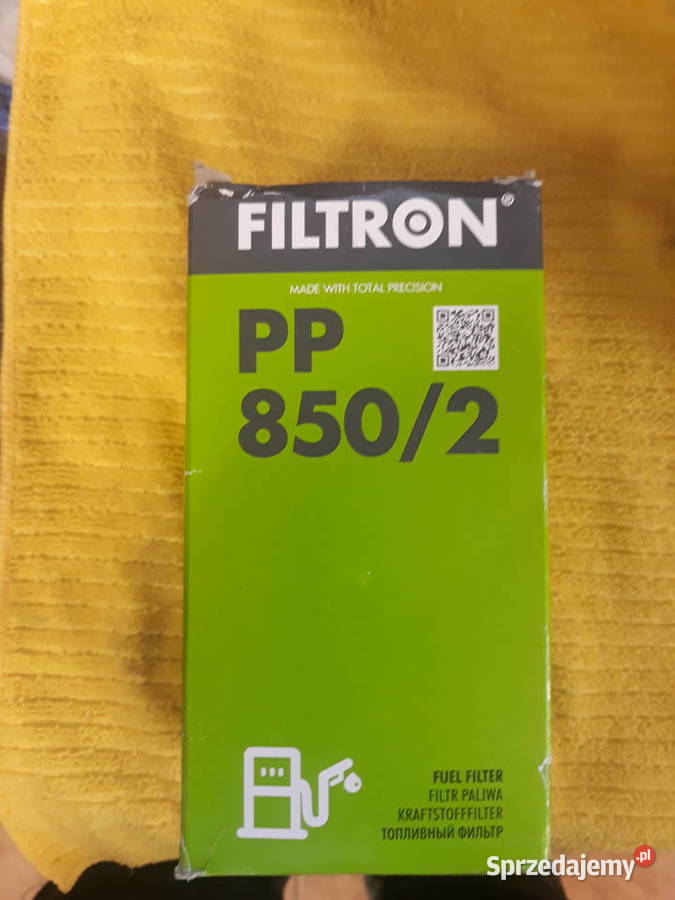 FILTRON®
MADE WITH TOTAL PRECISION
PP
850/2
FUEL FILTER
FILTR PALIWA
KRAFTSTOFFFILTER
ТОПЛИВНЫЙ ФИЛЬТР
Sprzedajemy.pl